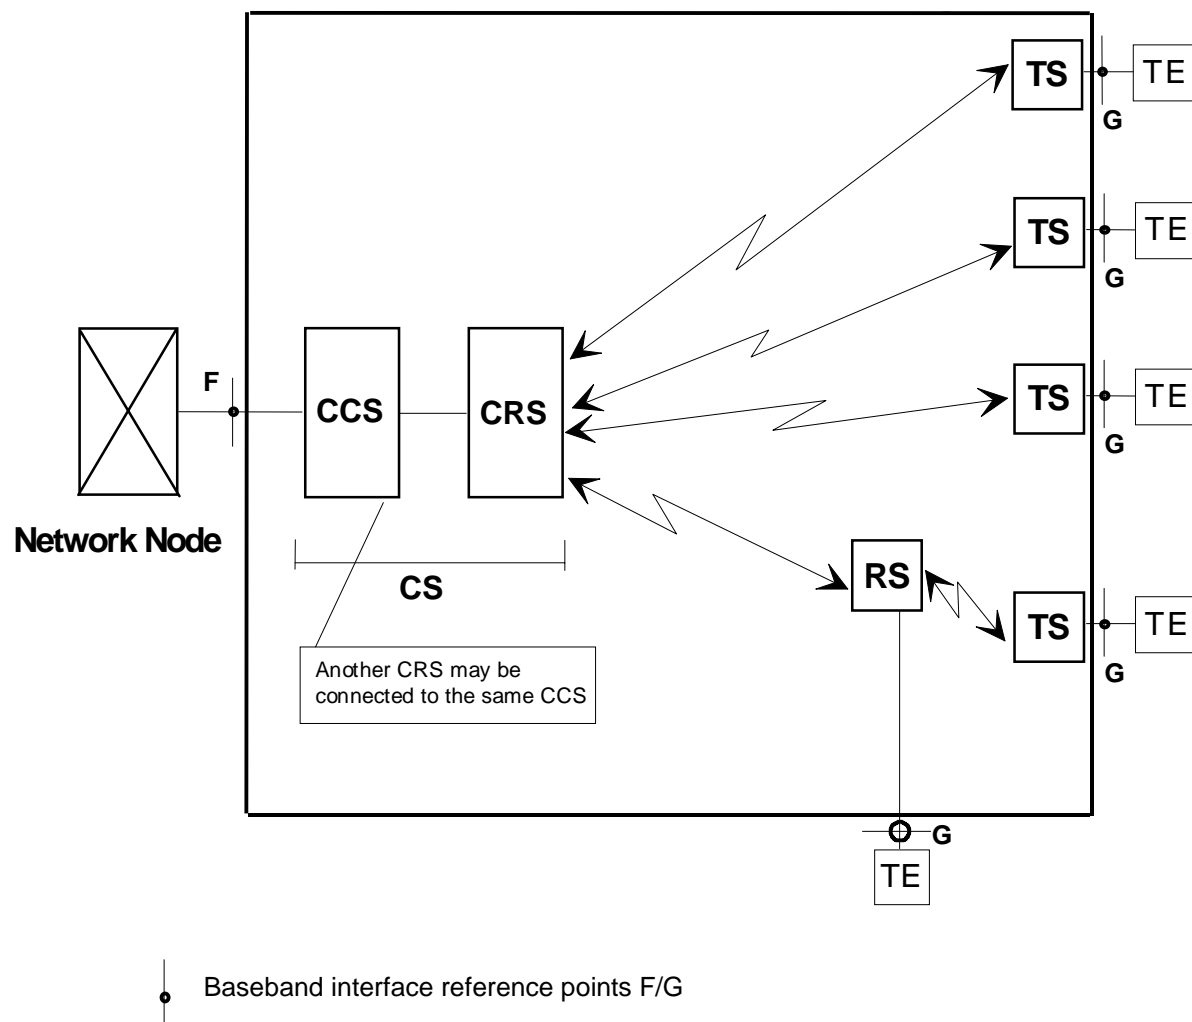 TS
TE
G
TS
TE
G
F
CCS
CRS
TS
TE
G
Network Node
CS
RS
TS
TE
G
Another CRS may be
connected to the same CCS
G
TE
Baseband interface reference points F/G